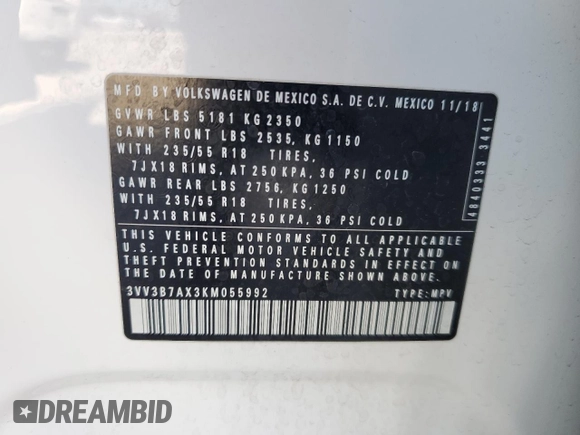 MFD BY VOLKSWAGEN DE MEXICO S.A. DE C.V. MEXICO 11/18
GVWR LBS 5181 KG 2350
GAWR FRONT LBS 2535, KG 1150
WITH 235/55 R18 TIRES,
7JX18 RIMS, AT 250 KPA, 36 PSI COLD
GAWR REAR LBS 2756, KG 1250
WITH 235/55 R18 TIRES,
7JX18 RIMS, AT 250 KPA, 36 PSI COLD
4840333 3441
THIS VEHICLE CONFORMS TO ALL APPLICABLE
U.S. FEDERAL MOTOR VEHICLE SAFETY AND
THEFT PREVENTION STANDARDS IN EFFECT ON
THE DATE OF MANUFACTURE SHOWN ABOVE.
3VV3B7AX3KM055992 TYPE: MPV
DREAMBID